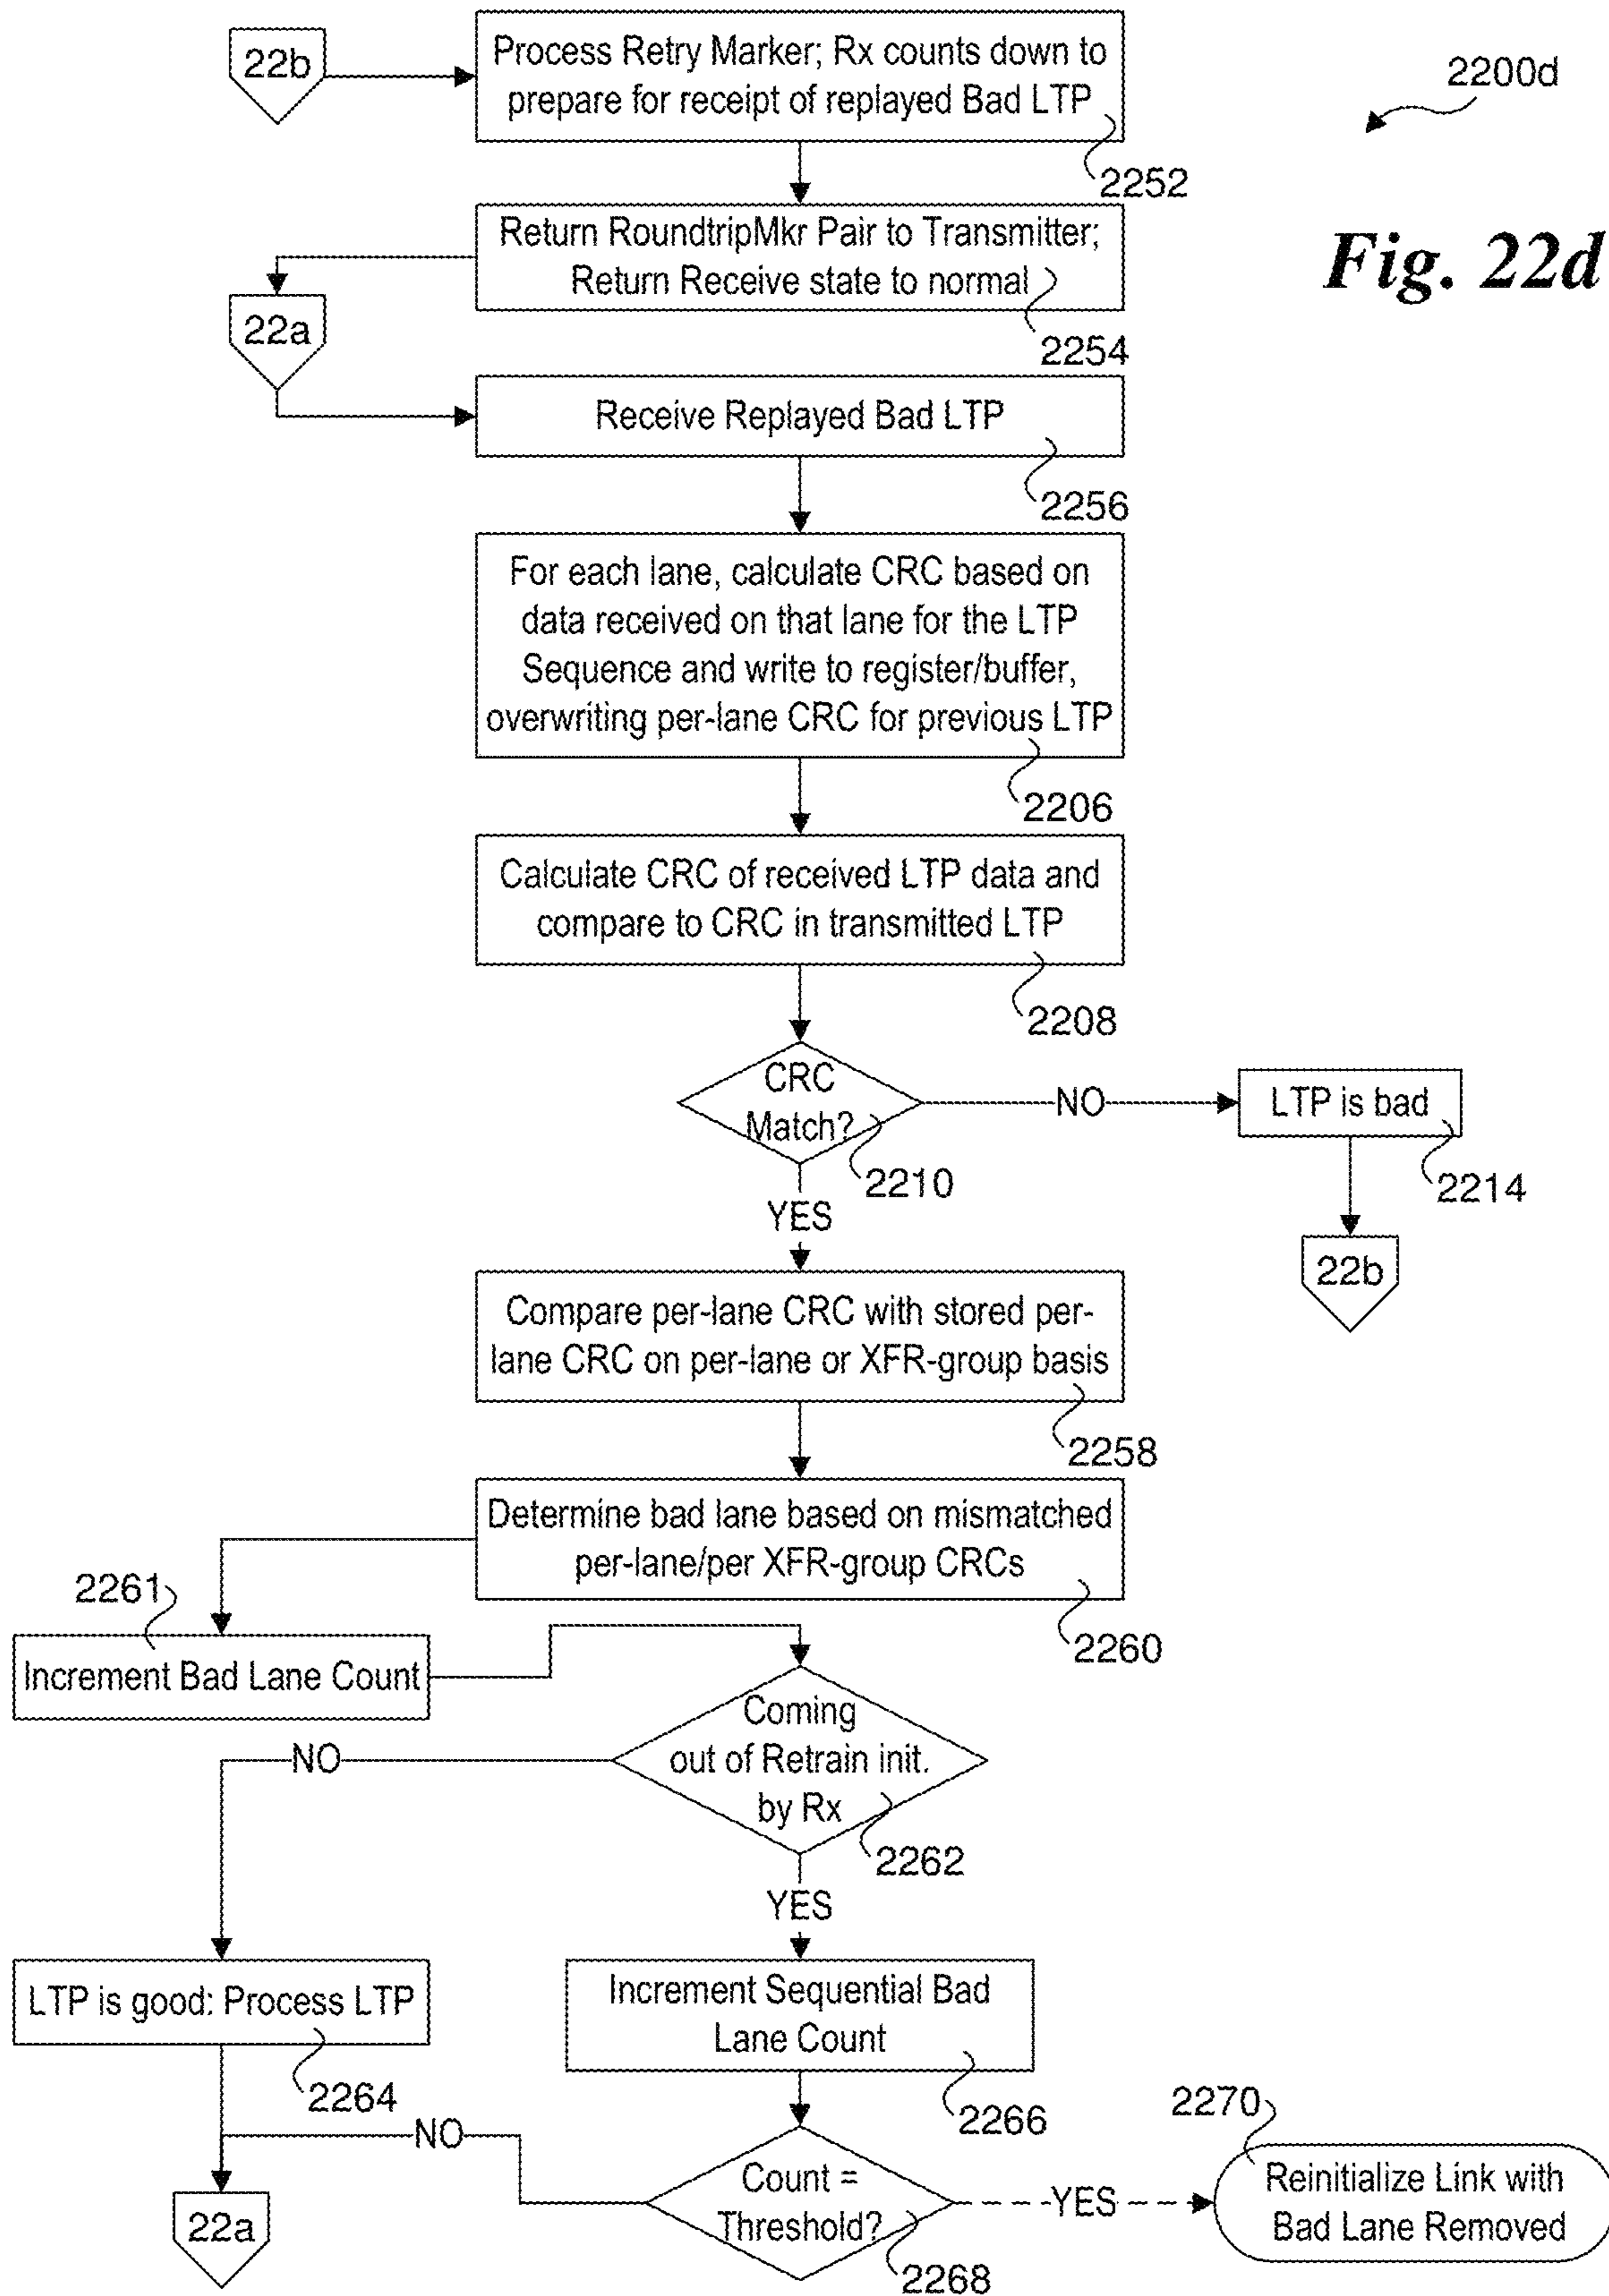 22b
Process Retry Marker; Rx counts down to
prepare for receipt of replayed Bad LTP
2252
2200d
Fig. 22d
Return RoundtripMkr Pair to Transmitter;
Return Receive state to normal
2254
22a
Receive Replayed Bad LTP
2256
For each lane, calculate CRC based on
data received on that lane for the LTP
Sequence and write to register/buffer,
overwriting per-lane CRC for previous LTP
2206
Calculate CRC of received LTP data and
compare to CRC in transmitted LTP
2208
CRC
Match?
2210
NO
LTP is bad
2214
22b
YES
Compare per-lane CRC with stored per-
lane CRC on per-lane or XFR-group basis
2258
Determine bad lane based on mismatched
per-lane/per XFR-group CRCs
2260
2261
Increment Bad Lane Count
Coming
out of Retrain init.
by Rx
2262
NO
YES
LTP is good: Process LTP
2264
Increment Sequential Bad
Lane Count
2266
NO
Count =
Threshold?
2268
YES
2270
Reinitialize Link with
Bad Lane Removed
22a